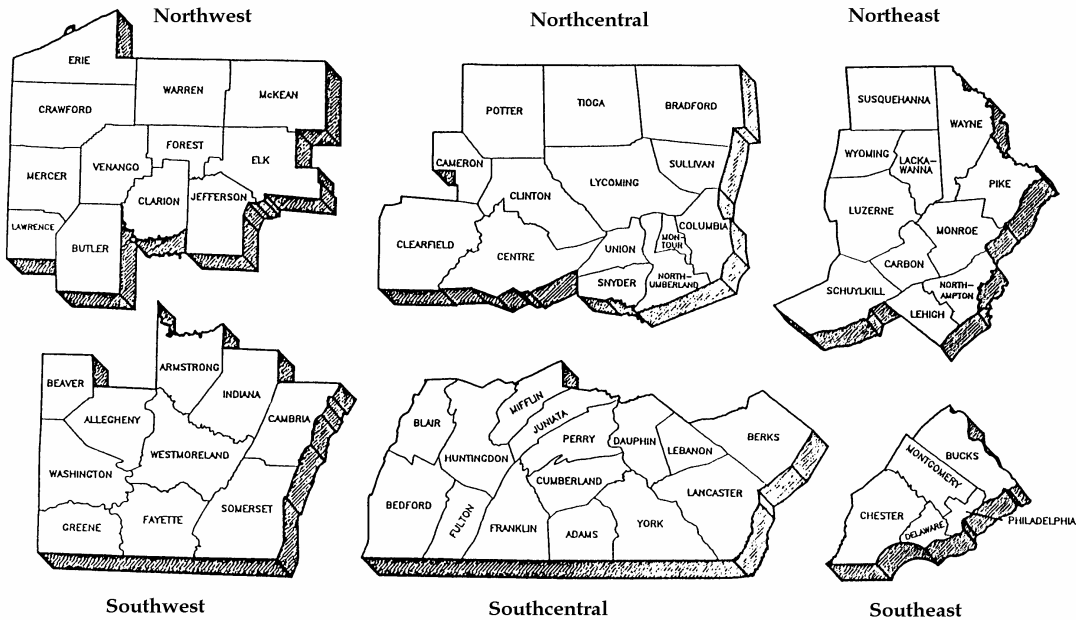 Northwest
ERIE
CRAWFORD
WARREN
McKEAN
MERCER
VENANGO
FOREST
ELK
CLARION
JEFFERSON
LAWRENCE
BUTLER
Northcentral
POTTER
TIOGA
BRADFORD
CAMERON
SULLIVAN
CLINTON
LYCOMING
CLEARFIELD
CENTRE
UNION
MON-
TOUR
COLUMBIA
SNYDER
NORTH-
UMBERLAND
Northeast
SUSQUEHANNA
WAYNE
WYOMING
LACKA-
WANNA
PIKE
LUZERNE
MONROE
CARBON
SCHUYLKILL
NORTH-
AMPTON
LEHIGH
BEAVER
ARMSTRONG
INDIANA
ALLEGHENY
CAMBRIA
WESTMORELAND
WASHINGTON
SOMERSET
GREENE
FAYETTE
Southwest
MIFFLIN
BLAIR
JUNIATA
PERRY
DAUPHIN
BERKS
HUNTINGDON
LEBANON
CUMBERLAND
LANCASTER
BEDFORD
FULTON
FRANKLIN
ADAMS
YORK
Southcentral
BUCKS
MONTGOMERY
CHESTER
DELAWARE
PHILADELPHIA
Southeast